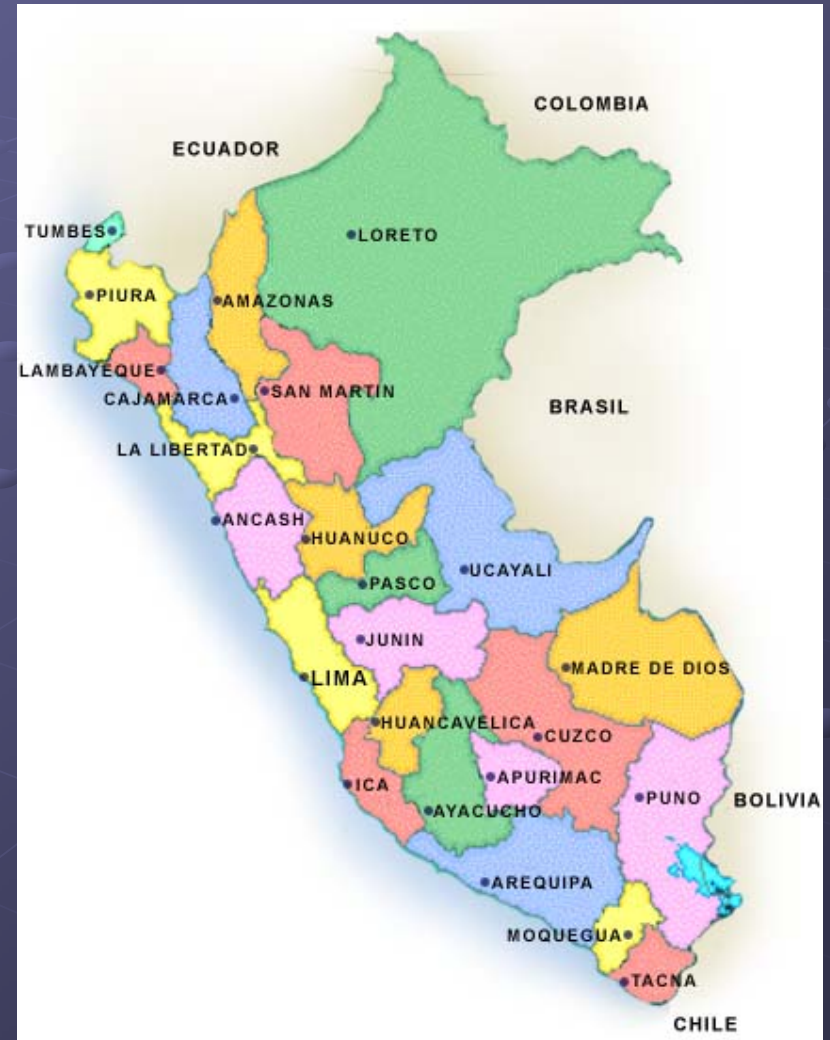 COLOMBIA
ECUADOR
TUMBES
LORETO
PIURA
AMAZONAS
LAMBAYEQUE
SAN MARTIN
CAJAMARCA
BRASIL
LA LIBERTAD
ANCASH
HUANUCO
UCAYALI
PASCO
JUNIN
MADRE DE DIOS
LIMA
HUANCAVELICA
CUZCO
APURIMAC
ICA
PUNO
BOLIVIA
AYACUCHO
AREQUIPA
MOQUEGUA
TACNA
CHILE